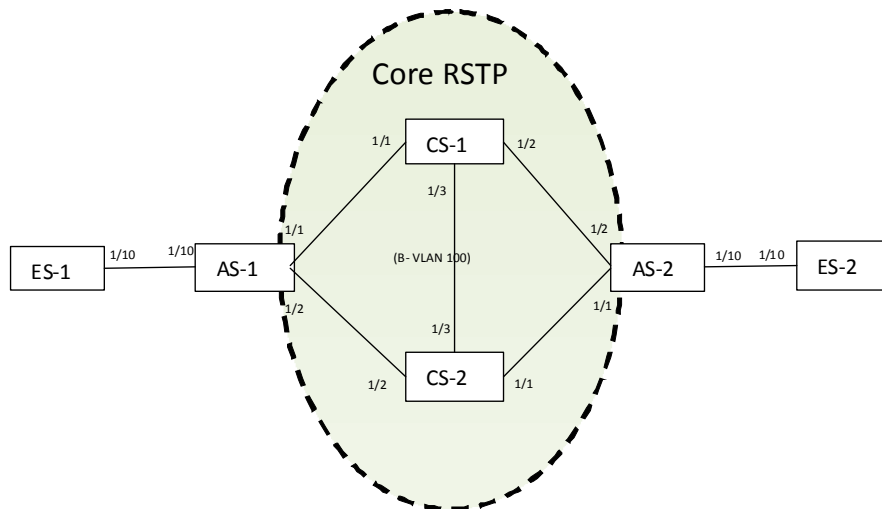 Core RSTP
1/1
CS-1
1/2
1/3
1/10
1/10
1/1
1/2
ES-1
AS-1
(B- VLAN 100)
AS-2
1/10
1/10
ES-2
1/2
1/1
1/3
1/2
CS-2
1/1